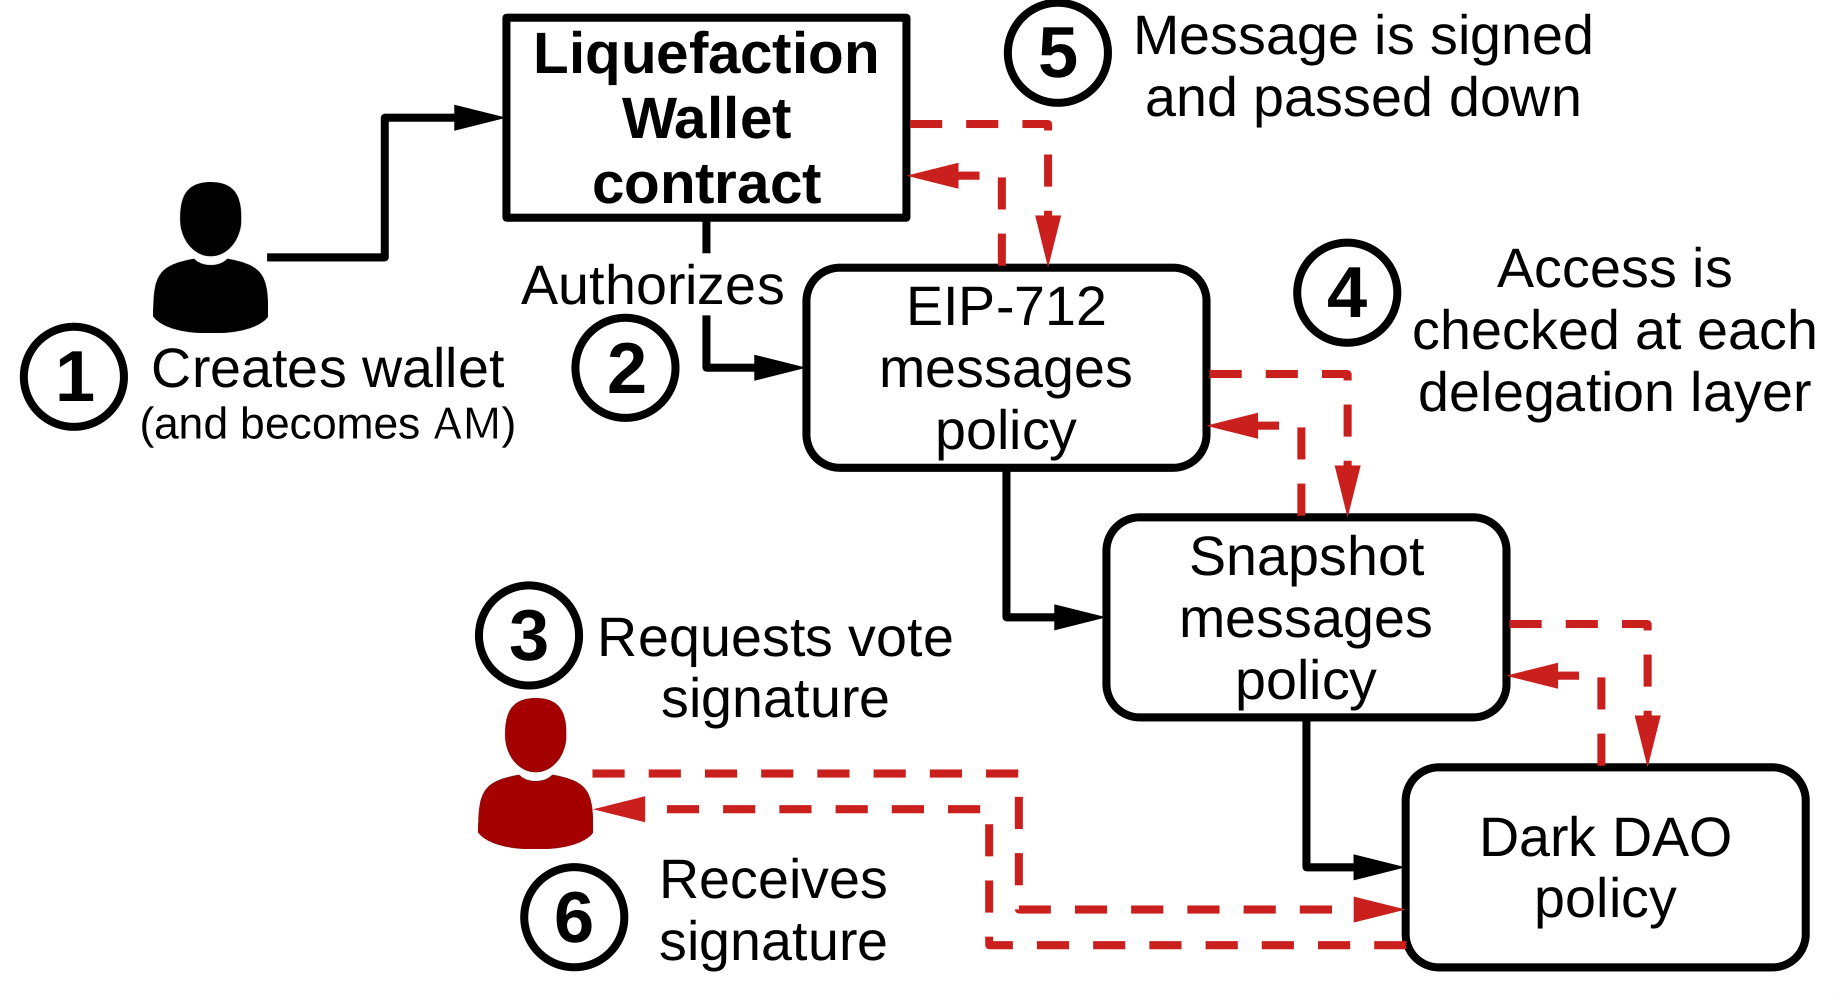 Liquefaction
Wallet
contract
5
Message is signed
and passed down
1
Creates wallet
(and becomes AM)
Authorizes
2
EIP-712
messages
policy
4
Access is
checked at each
delegation layer
Snapshot
messages
policy
3
Requests vote
signature
Dark DAO
policy
6
Receives
signature